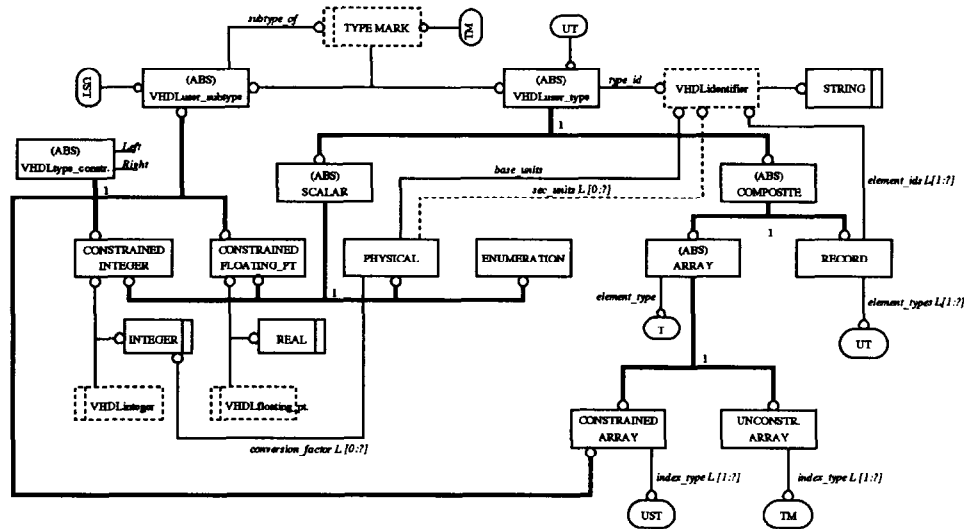 subtype_of
TYPE MARK
TM
UT
UST
(ABS)
VHDLuser_subtype
(ABS)
VHDLuser_type
type_id
VHDLidentifier
STRING
1
(ABS)
VHDLtype_constr.
Left
Right
1
(ABS)
SCALAR
base_units
sec_units L [0:?]
(ABS)
COMPOSITE
element_ids L[1:?]
1
CONSTRAINED
INTEGER
CONSTRAINED
FLOATING_PT
PHYSICAL
ENUMERATION
(ABS)
ARRAY
RECORD
1
element_type
element_types L[1:?]
T
UT
INTEGER
REAL
1
VHDLinteger
VHDLfloating_pt.
CONSTRAINED
ARRAY
UNCONSTR.
ARRAY
conversion_factor L [0:?]
index_type L [1:?]
index_type L [1:?]
UST
TM